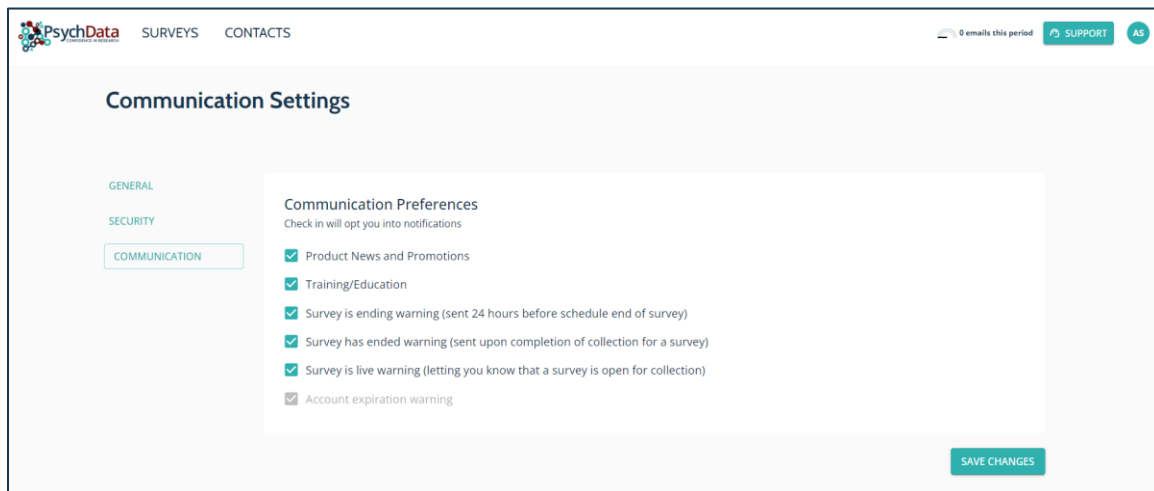 PsychData
CONFIDENCE IN RESEARCH
SURVEYS
CONTACTS
0 emails this period
SUPPORT
AS
Communication Settings
GENERAL
SECURITY
COMMUNICATION
Communication Preferences
Check in will opt you into notifications
Product News and Promotions
Training/Education
Survey is ending warning (sent 24 hours before schedule end of survey)
Survey has ended warning (sent upon completion of collection for a survey)
Survey is live warning (letting you know that a survey is open for collection)
Account expiration warning
SAVE CHANGES